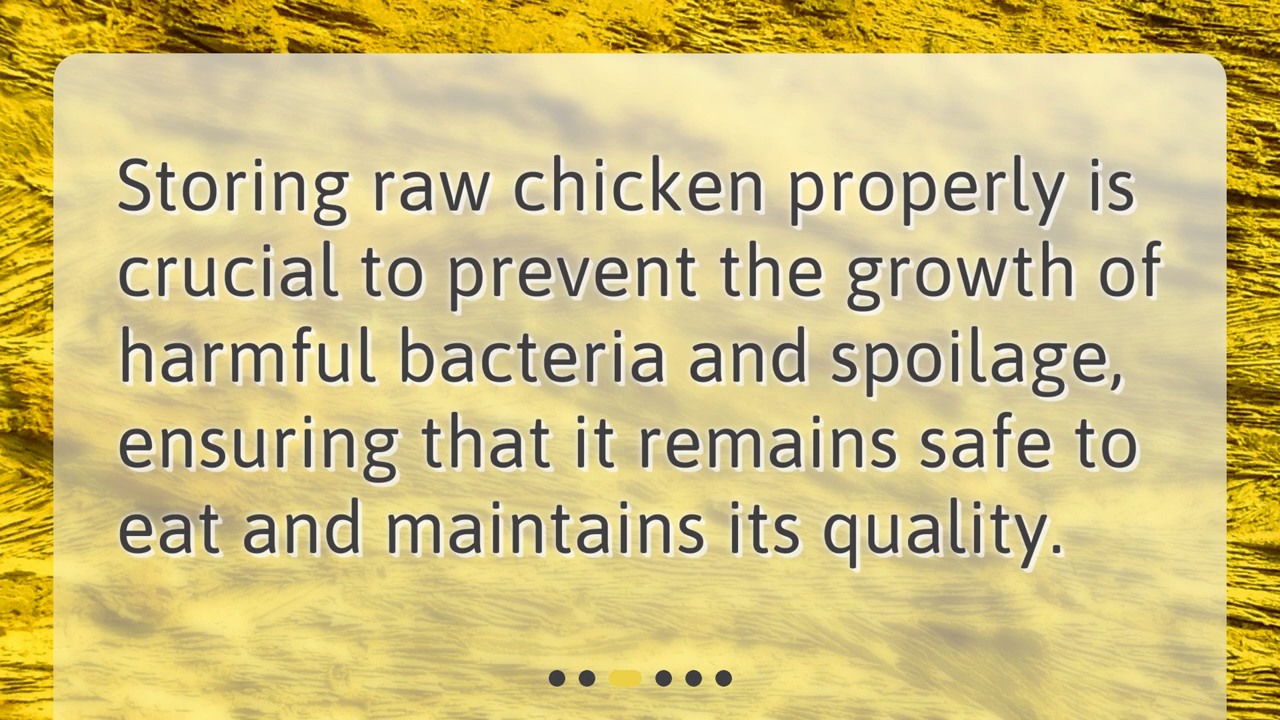 Storing raw chicken properly is
crucial to prevent the growth of
harmful bacteria and spoilage,
ensuring that it remains safe to
eat and maintains its quality.